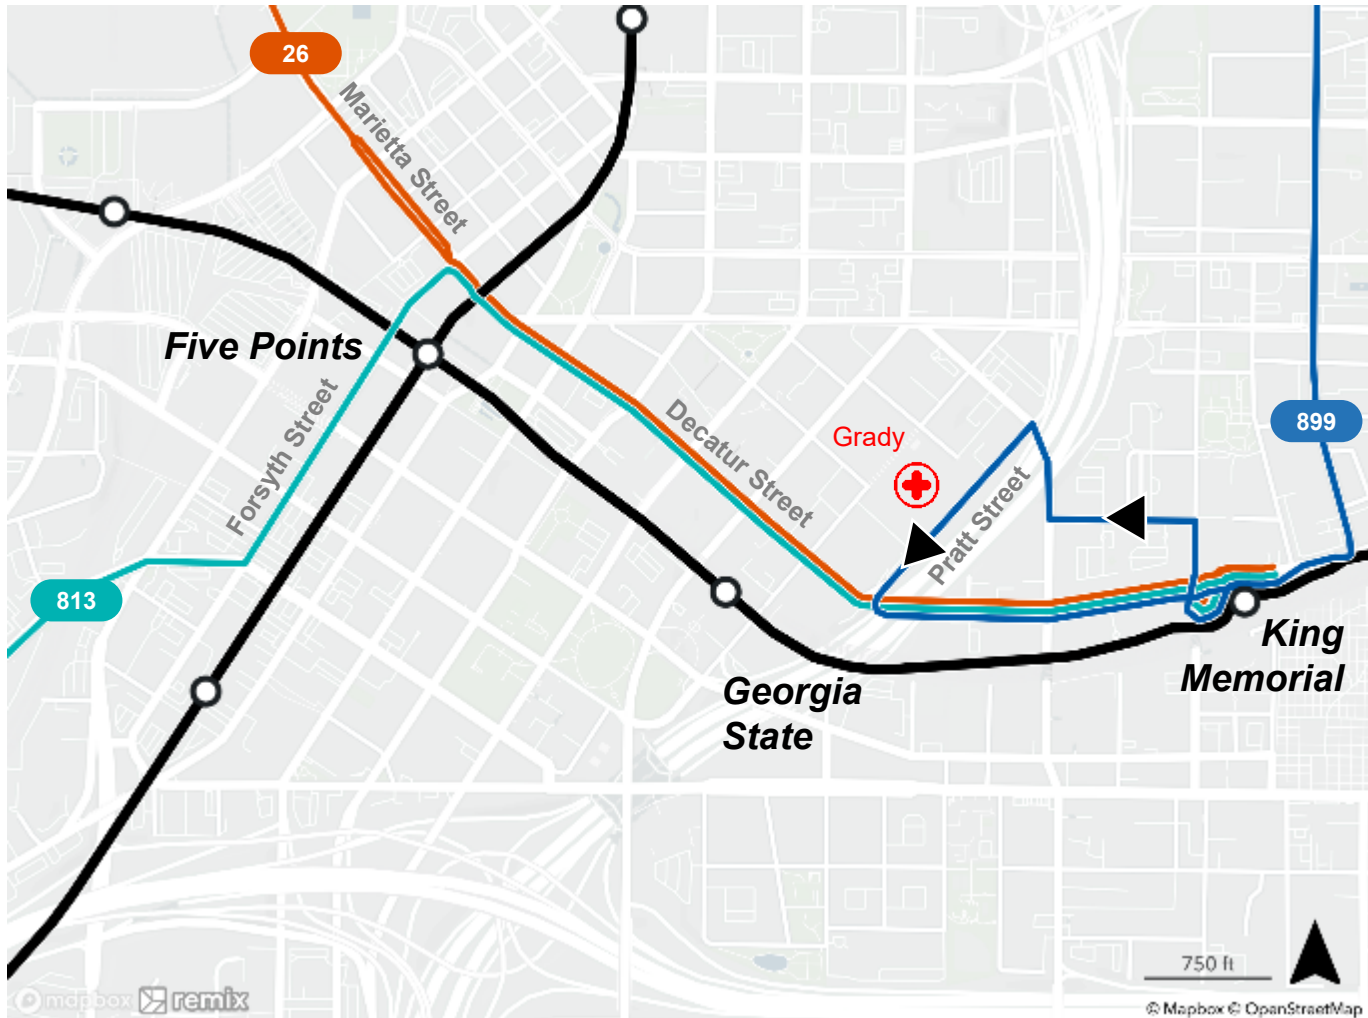 26
Marietta Street
Five Points
Forsyth Street
Decatur Street
Grady
Pratt Street
899
813
King
Memorial
Georgia
State
750 ft
mapbox remix
© Mapbox © OpenStreetMap